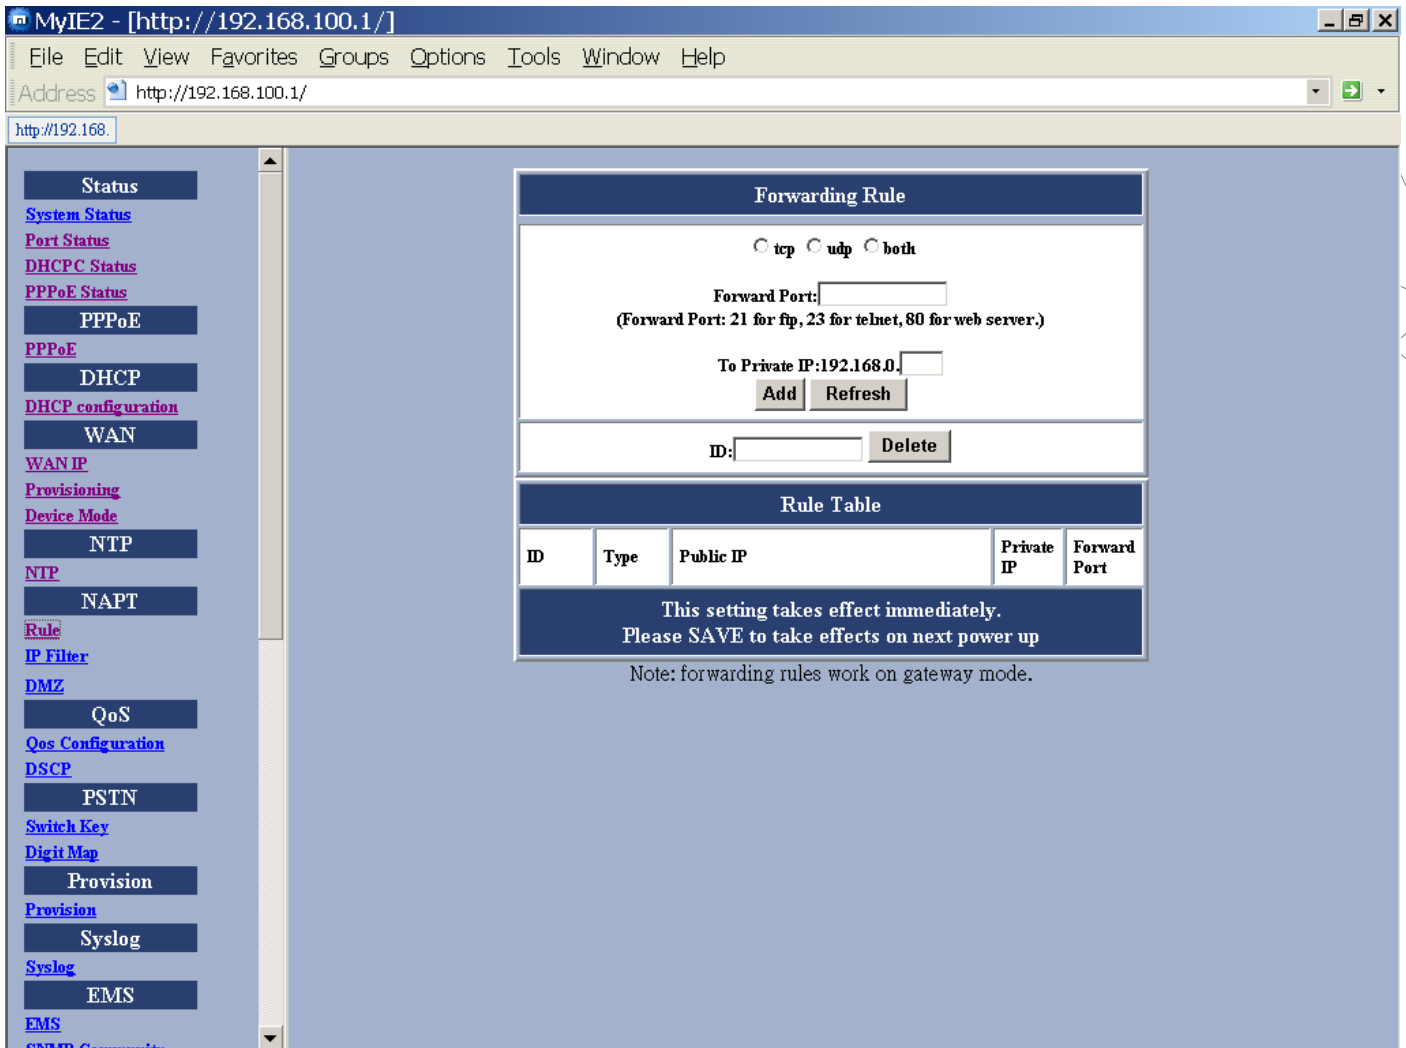 MyIE2 - [http://192.168.100.1/]
File Edit View Favorites Groups Options Tools Window Help
Address http://192.168.100.1/
http://192.168.
Status
System Status
Port Status
DHCPC Status
PPPoE Status
PPPoE
PPPoE
DHCP
DHCP configuration
WAN
WAN IP
Provisioning
Device Mode
NTP
NTP
NAPT
Rule
IP Filter
DMZ
QoS
Qos Configuration
DSCP
PSTN
Switch Key
Digit Map
Provision
Provision
Syslog
Syslog
EMS
EMS
SNMP Community
Forwarding Rule
tcp udp both
Forward Port:
(Forward Port: 21 for ftp, 23 for telnet, 80 for web server.)
To Private IP:192.168.0.
Add Refresh
ID: Delete
Rule Table
ID Type Public IP Private IP Forward Port
This setting takes effect immediately.
Please SAVE to take effects on next power up
Note: forwarding rules work on gateway mode.